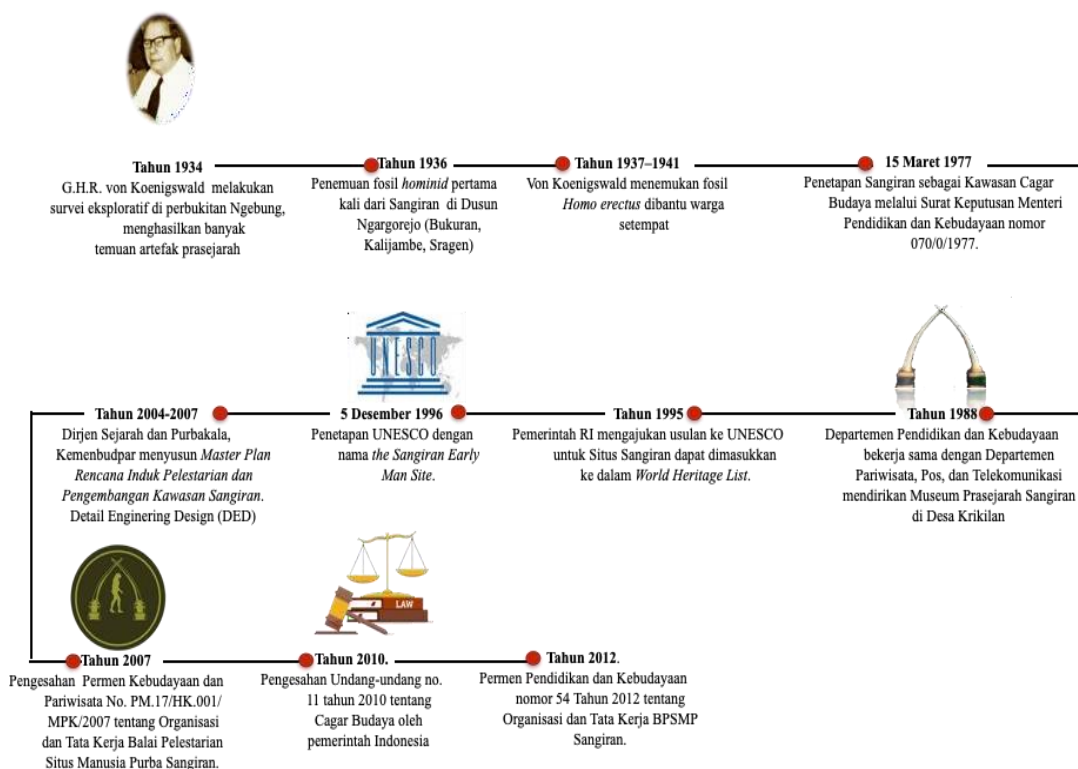 Tahun 1934
G.H.R. von Koenigswald melakukan
survei eksploratif di perbukitan Ngebung,
menghasilkan banyak
temuan artefak prasejarah
Tahun 1936
Penemuan fosil hominid pertama
kali dari Sangiran di Dusun
Ngargorejo (Bukuran,
Kalijambe, Sragen)
Tahun 1937–1941
Von Koenigswald menemukan fosil
Homo erectus dibantu warga
setempat
15 Maret 1977
Penetapan Sangiran sebagai Kawasan Cagar
Budaya melalui Surat Keputusan Menteri
Pendidikan dan Kebudayaan nomor
070/0/1977.
Tahun 2004-2007
Dirjen Sejarah dan Purbakala,
Kemenbudpar menyusun Master Plan
Rencana Induk Pelestarian dan
Pengembangan Kawasan Sangiran.
Detail Enginering Design (DED)
UNESCO
5 Desember 1996
Penetapan UNESCO dengan
nama the Sangiran Early
Man Site.
Tahun 1995
Pemerintah RI mengajukan usulan ke UNESCO
untuk Situs Sangiran dapat dimasukkan
ke dalam World Heritage List.
Tahun 1988
Departemen Pendidikan dan Kebudayaan
bekerja sama dengan Departemen
Pariwisata, Pos, dan Telekomunikasi
mendirikan Museum Prasejarah Sangiran
di Desa Krikilan
Tahun 2007
Pengesahan Permen Kebudayaan dan
Pariwisata No. PM.17/HK.001/
MPK/2007 tentang Organisasi
dan Tata Kerja Balai Pelestarian
Situs Manusia Purba Sangiran.
LAW
Tahun 2010.
Pengesahan Undang-undang no.
11 tahun 2010 tentang
Cagar Budaya oleh
pemerintah Indonesia
Tahun 2012.
Permen Pendidikan dan Kebudayaan
nomor 54 Tahun 2012 tentang
Organisasi dan Tata Kerja BPSMP
Sangiran.